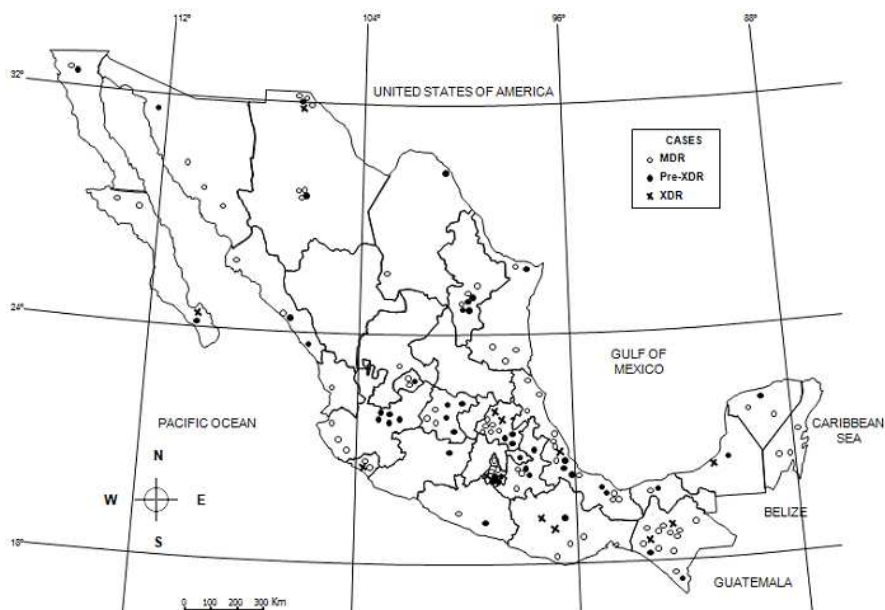 112°
104°
96°
88°
32°
UNITED STATES OF AMERICA
CASES
MDR
Pre-XDR
XDR
24°
GULF OF
MEXICO
PACIFIC OCEAN
CARIBBEAN
SEA
N
W E
S
BELIZE
18°
GUATEMALA
0 100 200 300 Km